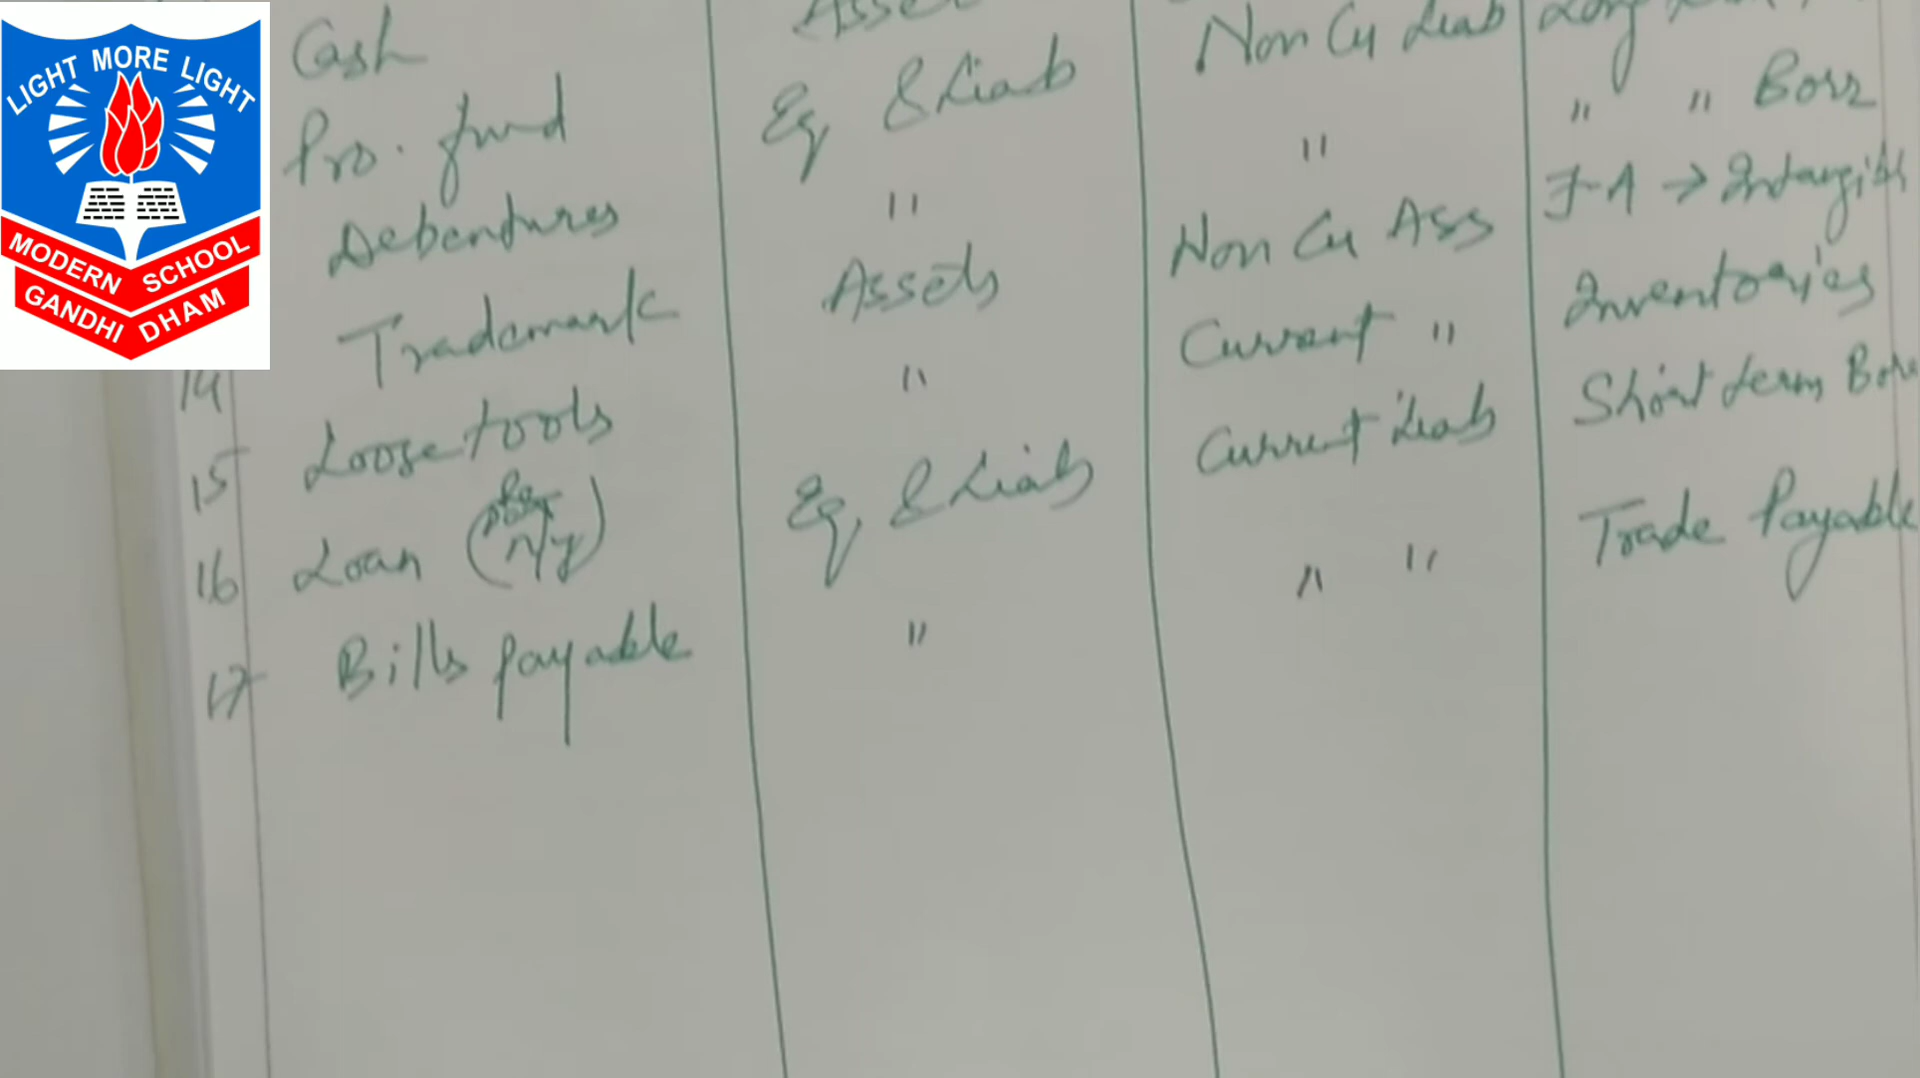 LIGHT MORE LIGHT
MODERN SCHOOL
GANDHI DHAM
Cash
Pro. fund Eq & Liab Non Cu Liab
Debentures " " " " Borr
Trademark Assets Non Cu Ass F-A → Intangib
14
15 Loose tools " Current " Inventories
16 Loan ( ) Eq & Liab Current Liab Short term Borr
17 Bills payable " " " Trade Payable